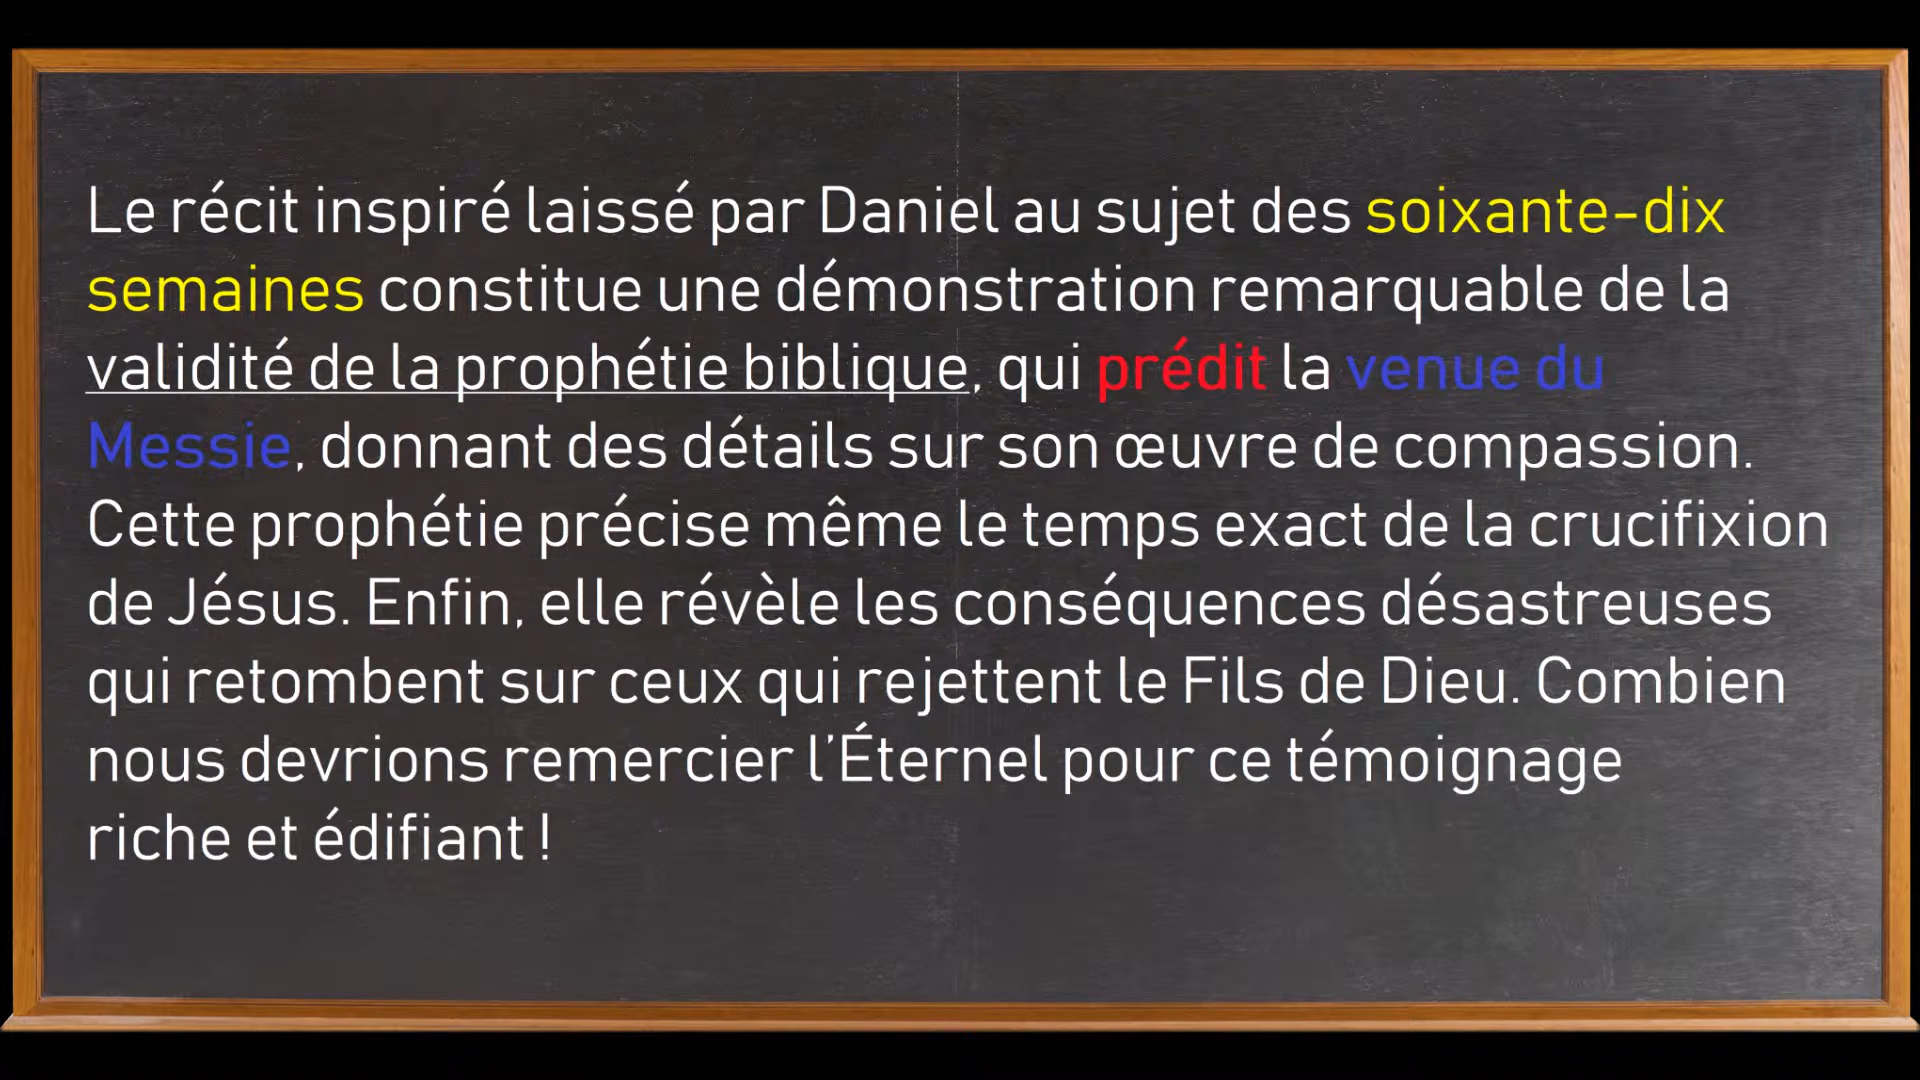 Le récit inspiré laissé par Daniel au sujet des soixante-dix
semaines constitue une démonstration remarquable de la
validité de la prophétie biblique, qui prédit la venue du
Messie, donnant des détails sur son œuvre de compassion.
Cette prophétie précise même le temps exact de la crucifixion
de Jésus. Enfin, elle révèle les conséquences désastreuses
qui retombent sur ceux qui rejettent le Fils de Dieu. Combien
nous devrions remercier l’Éternel pour ce témoignage
riche et édifiant !